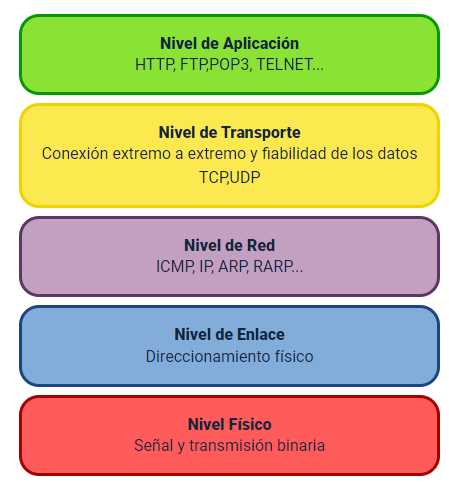 Nivel de Aplicación
HTTP, FTP,POP3, TELNET...
Nivel de Transporte
Conexión extremo a extremo y fiabilidad de los datos
TCP,UDP
Nivel de Red
ICMP, IP, ARP, RARP...
Nivel de Enlace
Direccionamiento físico
Nivel Físico
Señal y transmisión binaria